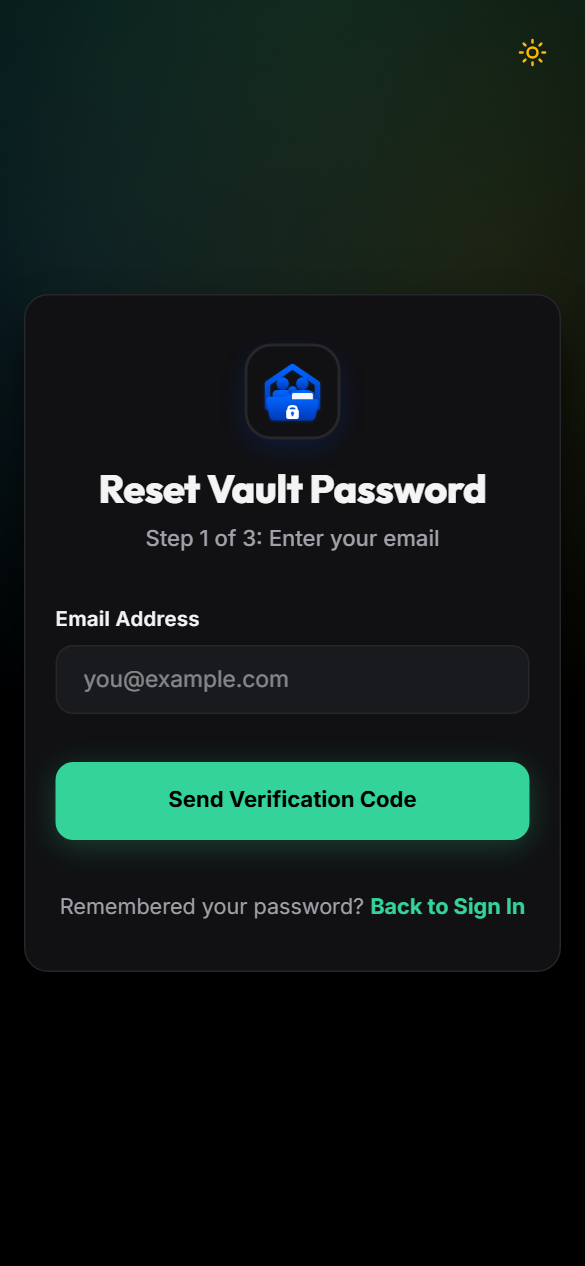 Reset Vault Password
Step 1 of 3: Enter your email
Email Address
you@example.com
Send Verification Code
Remembered your password? Back to Sign In